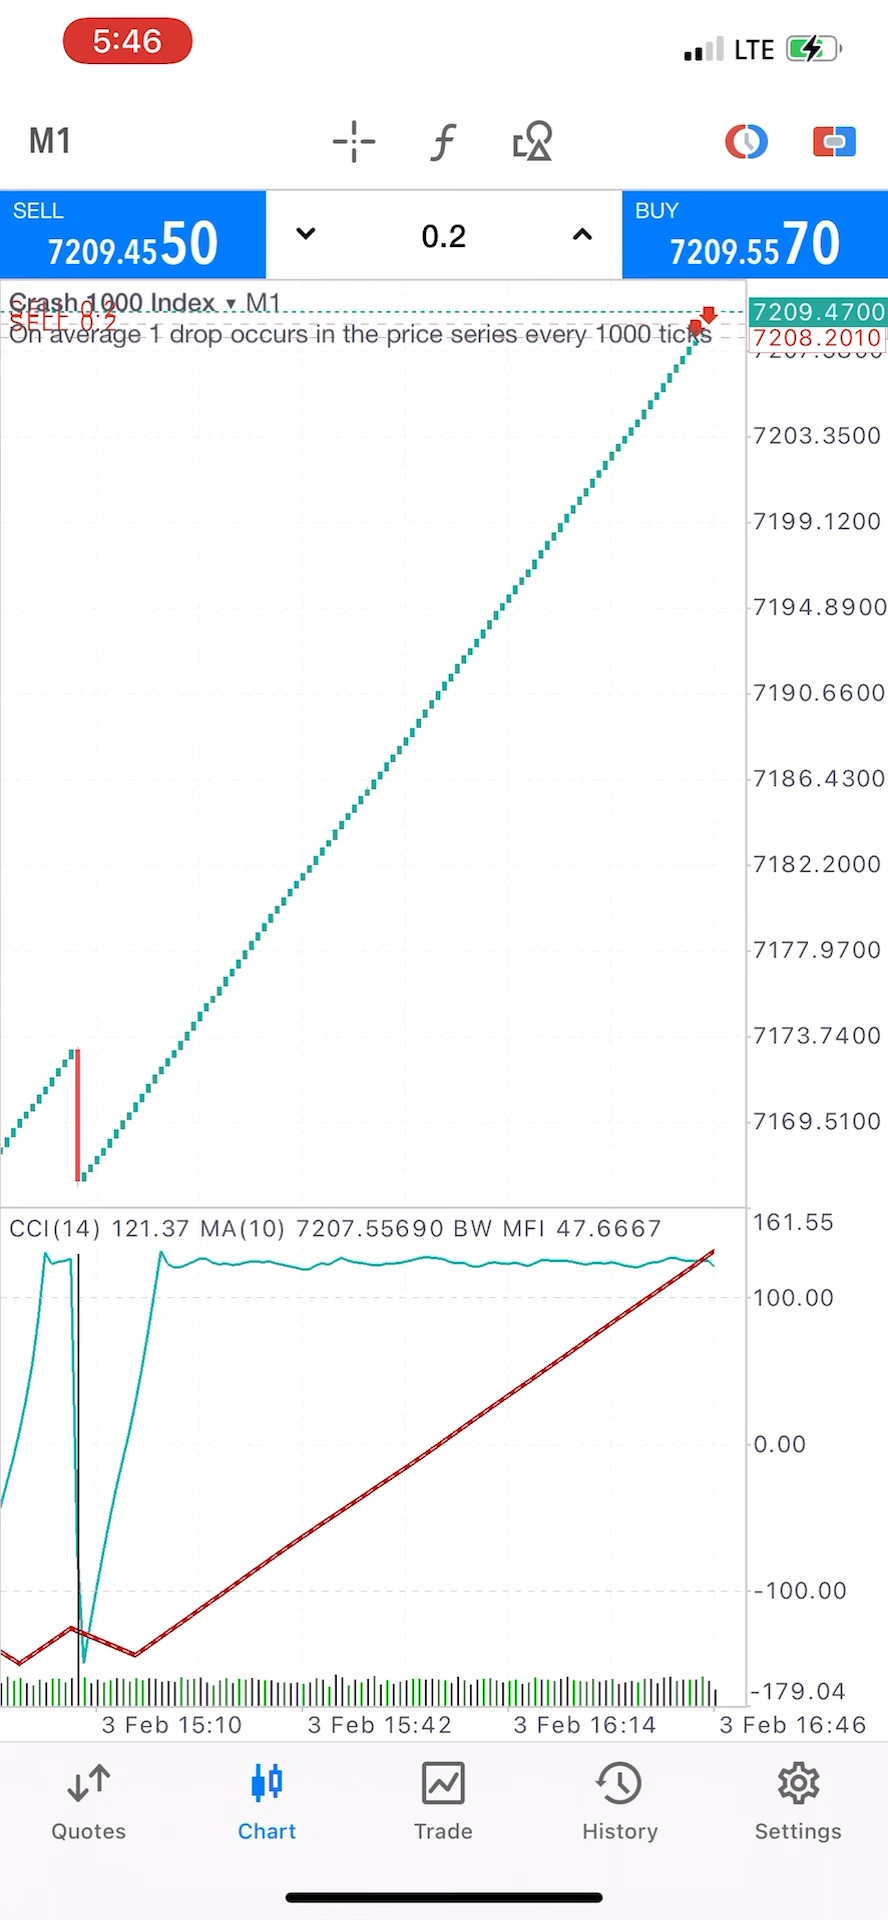 5:46
LTE
M1
SELL
7209.4550
0.2
BUY
7209.5570
Crash 1000 Index ▾ M1
7209.4700
SELL 0.2
SELL 0.2
On average 1 drop occurs in the price series every 1000 ticks
7208.2010
7203.3500
7199.1200
7194.8900
7190.6600
7186.4300
7182.2000
7177.9700
7173.7400
7169.5100
CCI(14) 121.37 MA(10) 7207.55690 BW MFI 47.6667
161.55
100.00
0.00
-100.00
-179.04
3 Feb 15:10
3 Feb 15:42
3 Feb 16:14
3 Feb 16:46
Quotes
Chart
Trade
History
Settings